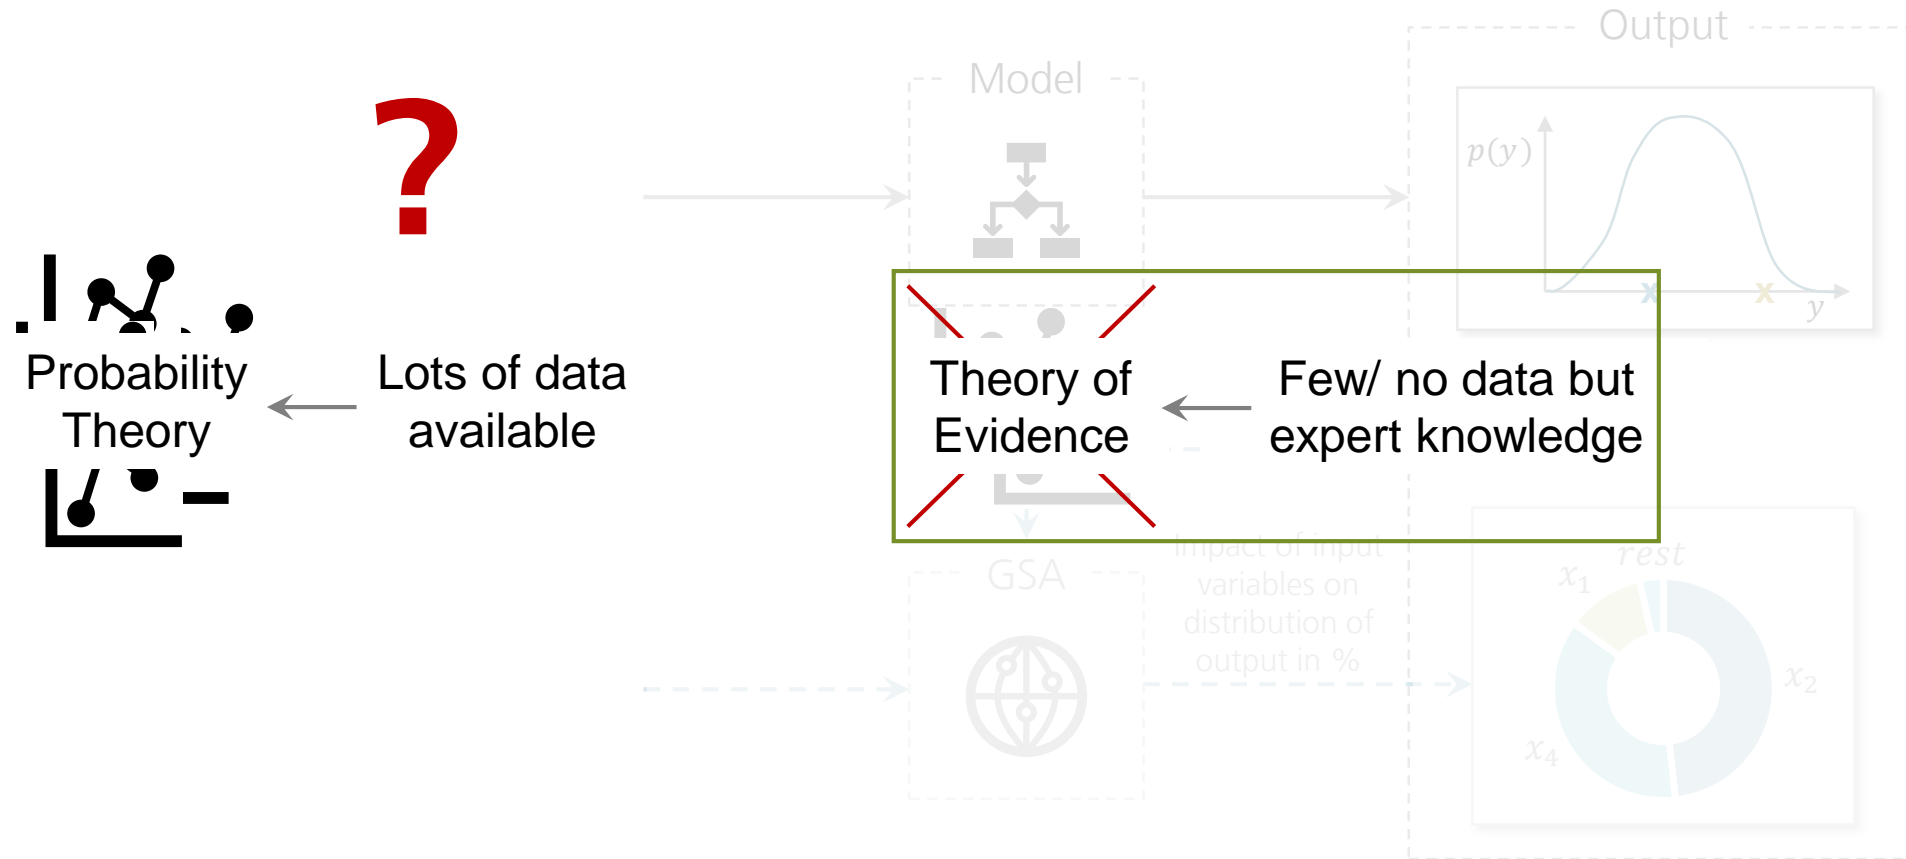 Output
Model
?
p(y)
x x
y
Probability
Theory
Lots of data
available
Theory of
Evidence
Few/ no data but
expert knowledge
GSA
Impact of input
variables on
distribution of
output in %
rest
x₁
x₂
x₄